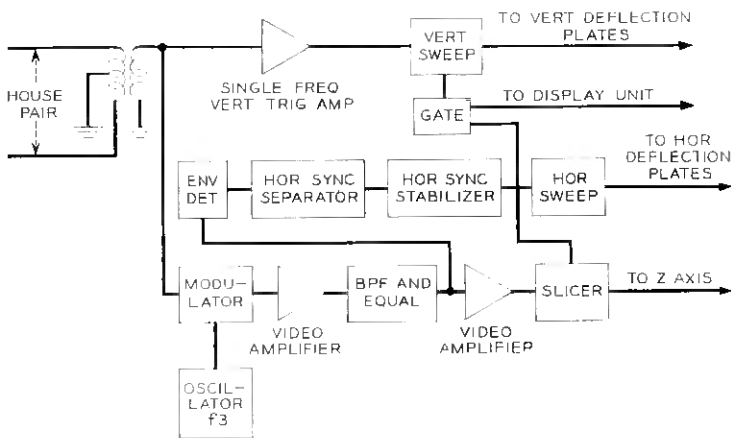 TO VERT DEFLECTION
PLATES
VERT
SWEEP
SINGLE FREQ
VERT TRIG AMP
HOUSE
PAIR
TO DISPLAY UNIT
GATE
TO HOR
DEFLECTION
PLATES
ENV
DET
HOR SYNC
SEPARATOR
HOR SYNC
STABILIZER
HOR
SWEEP
MODU-
LATOR
BPF AND
EQUAL
SLICER
TO Z AXIS
VIDEO
AMPLIFIER
VIDEO
AMPLIFIER
OSCIL-
LATOR
f3